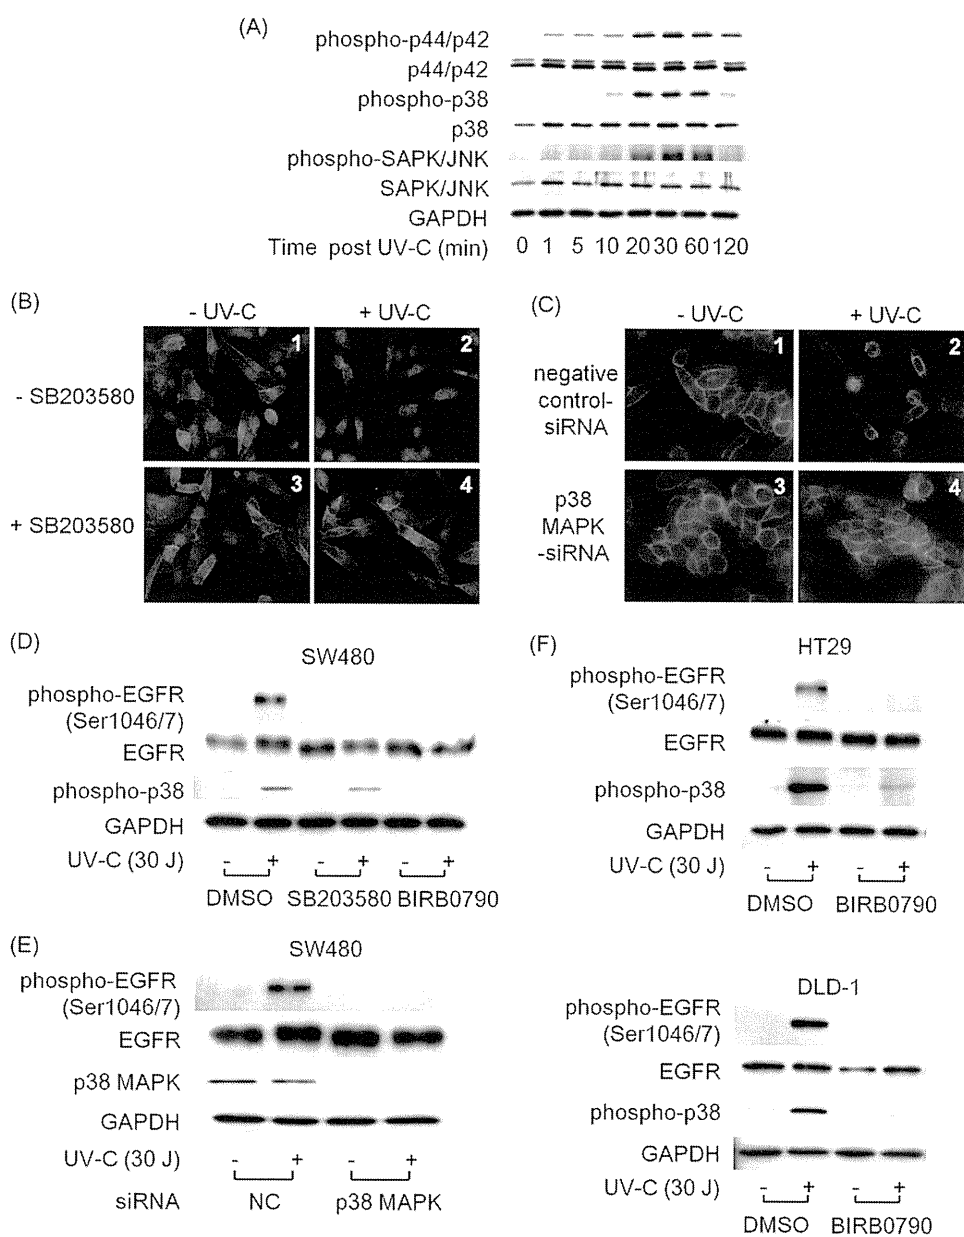 (A)
phospho-p44/p42
p44/p42
phospho-p38
p38
phospho-SAPK/JNK
SAPK/JNK
GAPDH
Time post UV-C (min) 0 1 5 10 20 30 60 120
(B)
- UV-C + UV-C
- SB203580
1 2
+ SB203580
3 4
(C)
- UV-C + UV-C
negative
control-
siRNA
1 2
p38
MAPK
-siRNA
3 4
(D)
SW480
phospho-EGFR
(Ser1046/7)
EGFR
phospho-p38
GAPDH
UV-C (30 J) - + - + - +
DMSO SB203580 BIRB0790
(E)
SW480
phospho-EGFR
(Ser1046/7)
EGFR
p38 MAPK
GAPDH
UV-C (30 J) - + - +
siRNA NC p38 MAPK
(F)
HT29
phospho-EGFR
(Ser1046/7)
EGFR
phospho-p38
GAPDH
UV-C (30 J) - + - +
DMSO BIRB0790
DLD-1
phospho-EGFR
(Ser1046/7)
EGFR
phospho-p38
GAPDH
UV-C (30 J) - + - +
DMSO BIRB0790